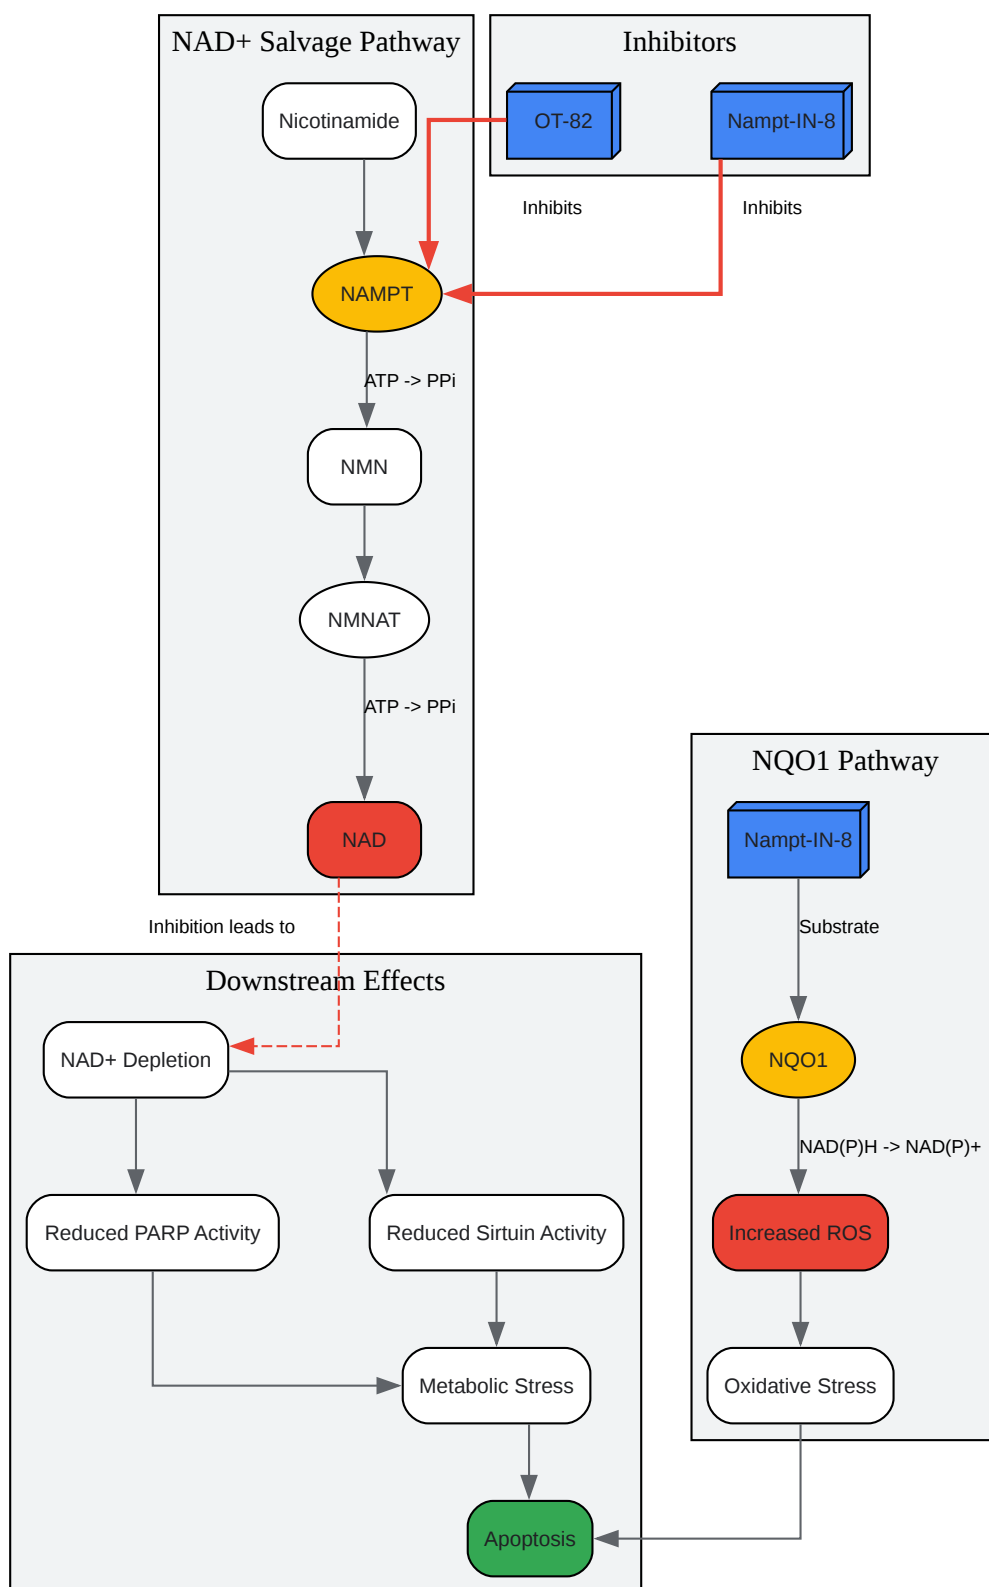 NAD+ Salvage Pathway
Inhibitors
Nicotinamide
OT-82
Nampt-IN-8
Inhibits
Inhibits
NAMPT
ATP -> PPi
NMN
NMNAT
ATP -> PPi
NAD
NQO1 Pathway
Nampt-IN-8
Substrate
NQO1
NAD(P)H -> NAD(P)+
Increased ROS
Oxidative Stress
Inhibition leads to
Downstream Effects
NAD+ Depletion
Reduced PARP Activity
Reduced Sirtuin Activity
Metabolic Stress
Apoptosis